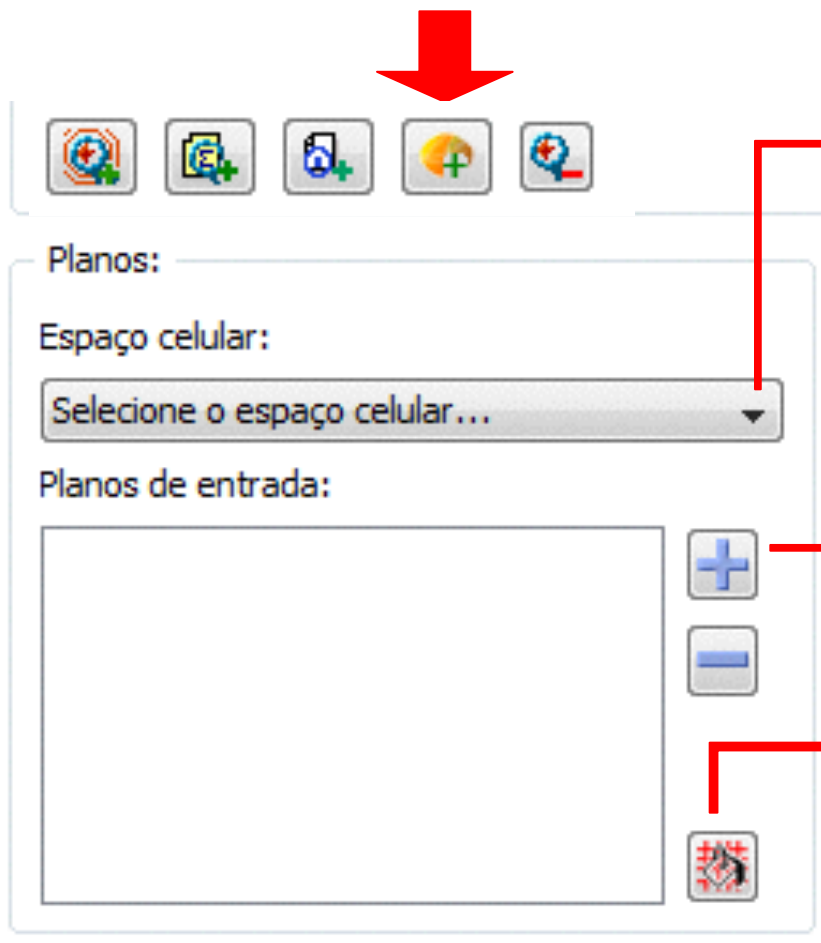 Planos:
Espaço celular:
Selecione o espaço celular...
Planos de entrada: